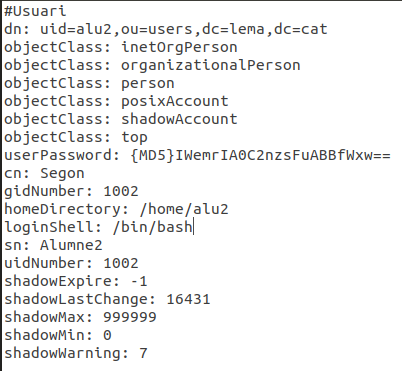 #Usuari
dn: uid=alu2,ou=users,dc=lema,dc=cat
objectClass: inetOrgPerson
objectClass: organizationalPerson
objectClass: person
objectClass: posixAccount
objectClass: shadowAccount
objectClass: top
userPassword: {MD5}IWemrIA0C2nzsFuABBfWxw==
cn: Segon
gidNumber: 1002
homeDirectory: /home/alu2
loginShell: /bin/bash
sn: Alumne2
uidNumber: 1002
shadowExpire: -1
shadowLastChange: 16431
shadowMax: 999999
shadowMin: 0
shadowWarning: 7